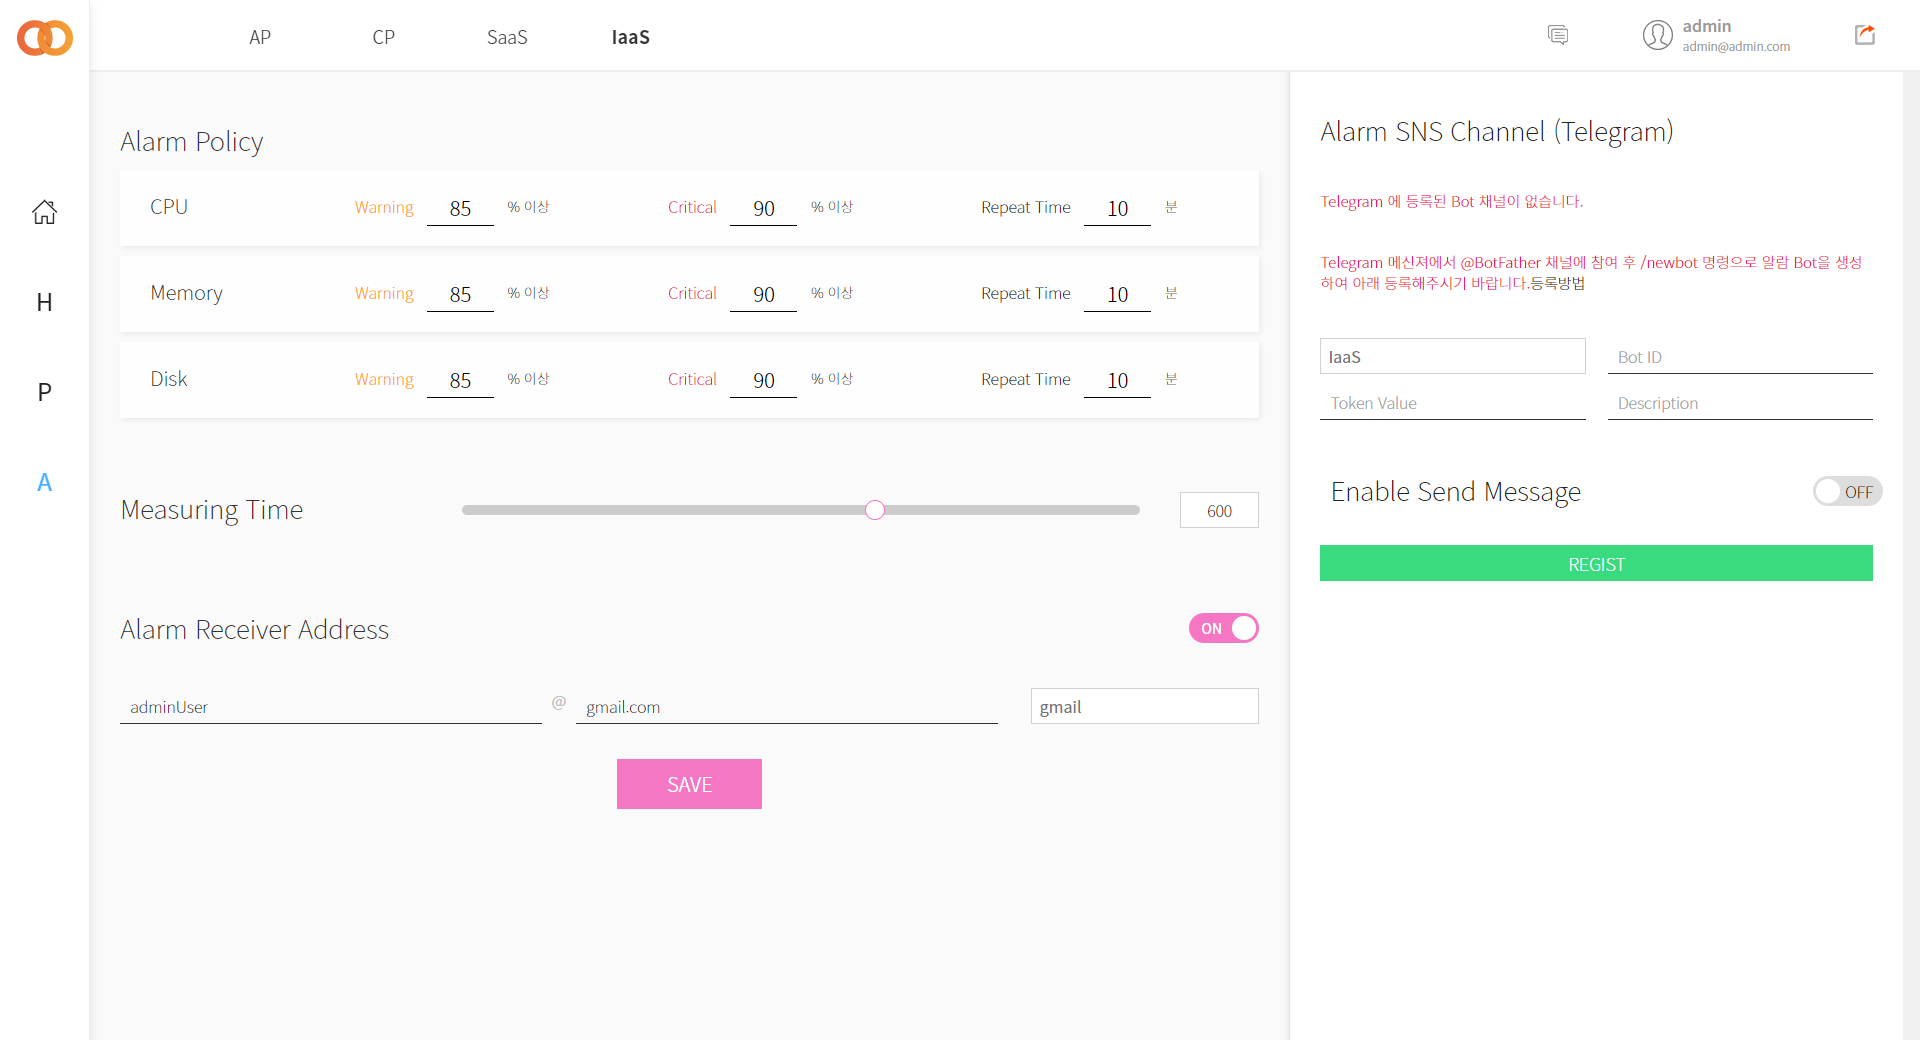 AP CP SaaS IaaS
admin
admin@admin.com
H
P
A
Alarm Policy
CPU Warning 85 % 이상 Critical 90 % 이상 Repeat Time 10 분
Memory Warning 85 % 이상 Critical 90 % 이상 Repeat Time 10 분
Disk Warning 85 % 이상 Critical 90 % 이상 Repeat Time 10 분
Measuring Time 600
Alarm Receiver Address ON
adminUser @ gmail.com gmail
SAVE
Alarm SNS Channel (Telegram)
Telegram 에 등록된 Bot 채널이 없습니다.
Telegram 메신져에서 @BotFather 채널에 참여 후 /newbot 명령으로 알람 Bot을 생성
하여 아래 등록해주시기 바랍니다.등록방법
IaaS Bot ID
Token Value Description
Enable Send Message OFF
REGIST